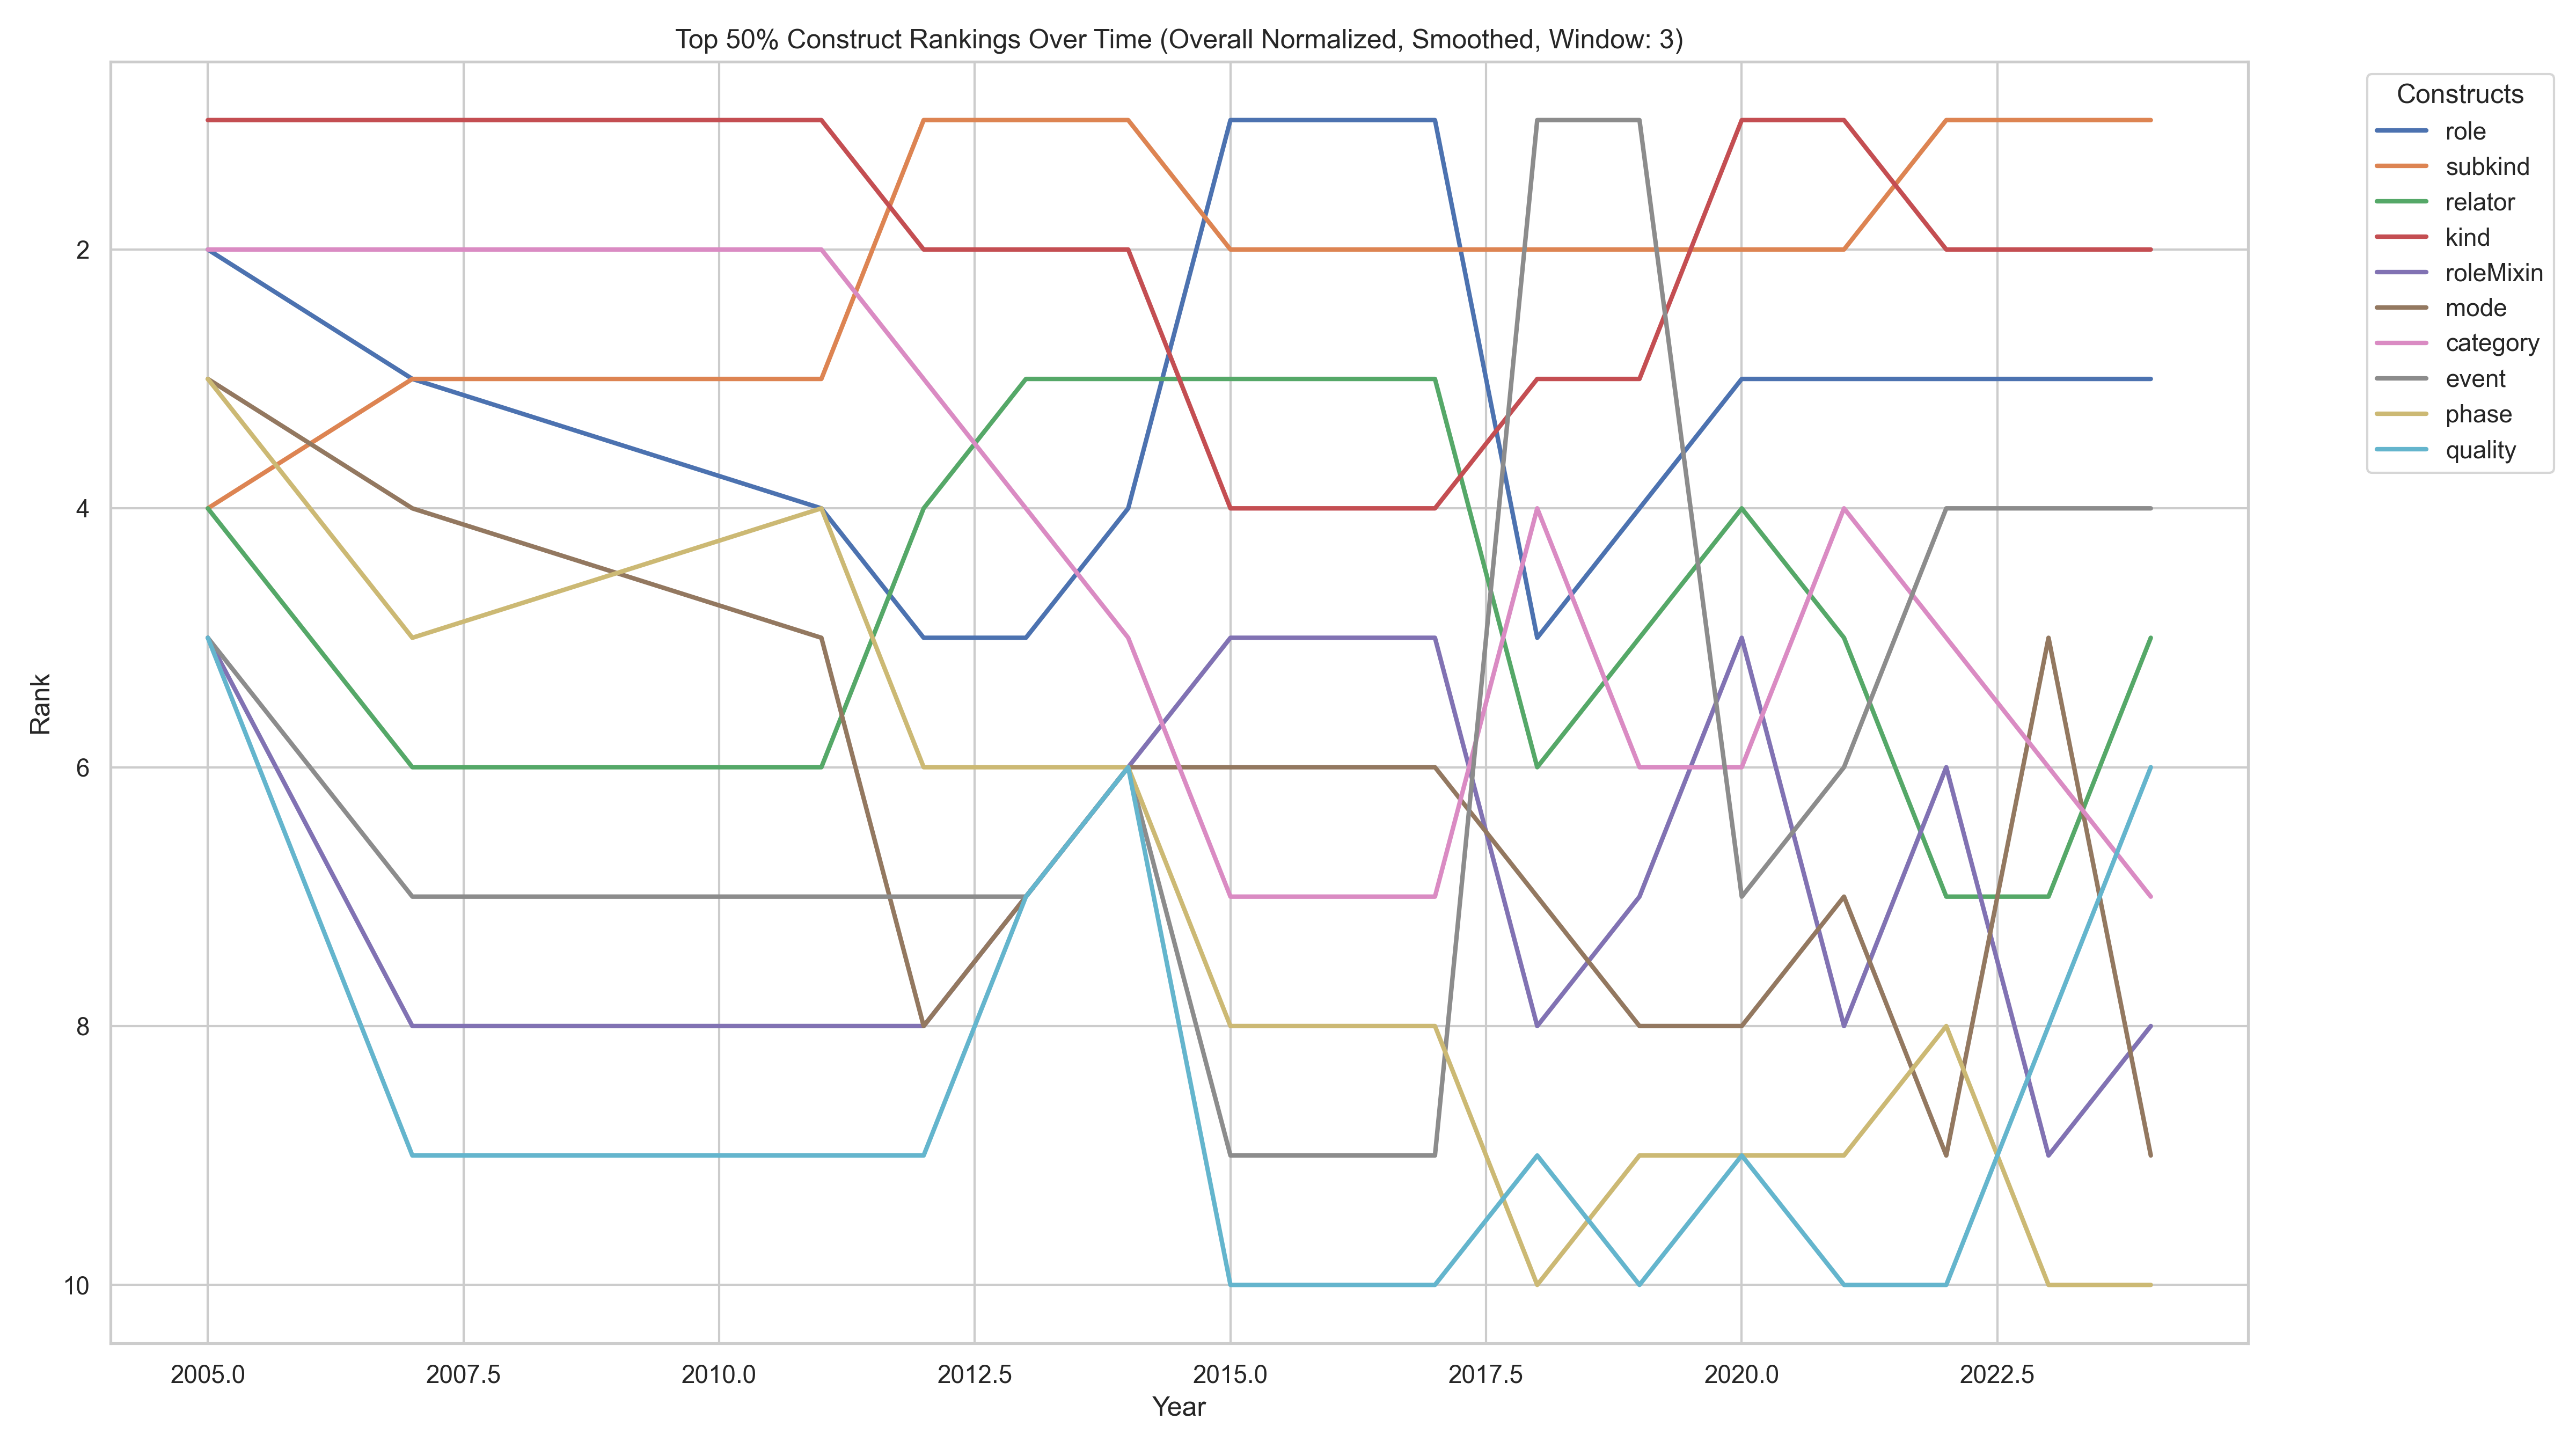 Top 50% Construct Rankings Over Time (Overall Normalized, Smoothed, Window: 3)
Constructs
role
subkind
relator
kind
roleMixin
mode
category
event
phase
quality
Rank
2
4
6
8
10
2005.0 2007.5 2010.0 2012.5 2015.0 2017.5 2020.0 2022.5
Year